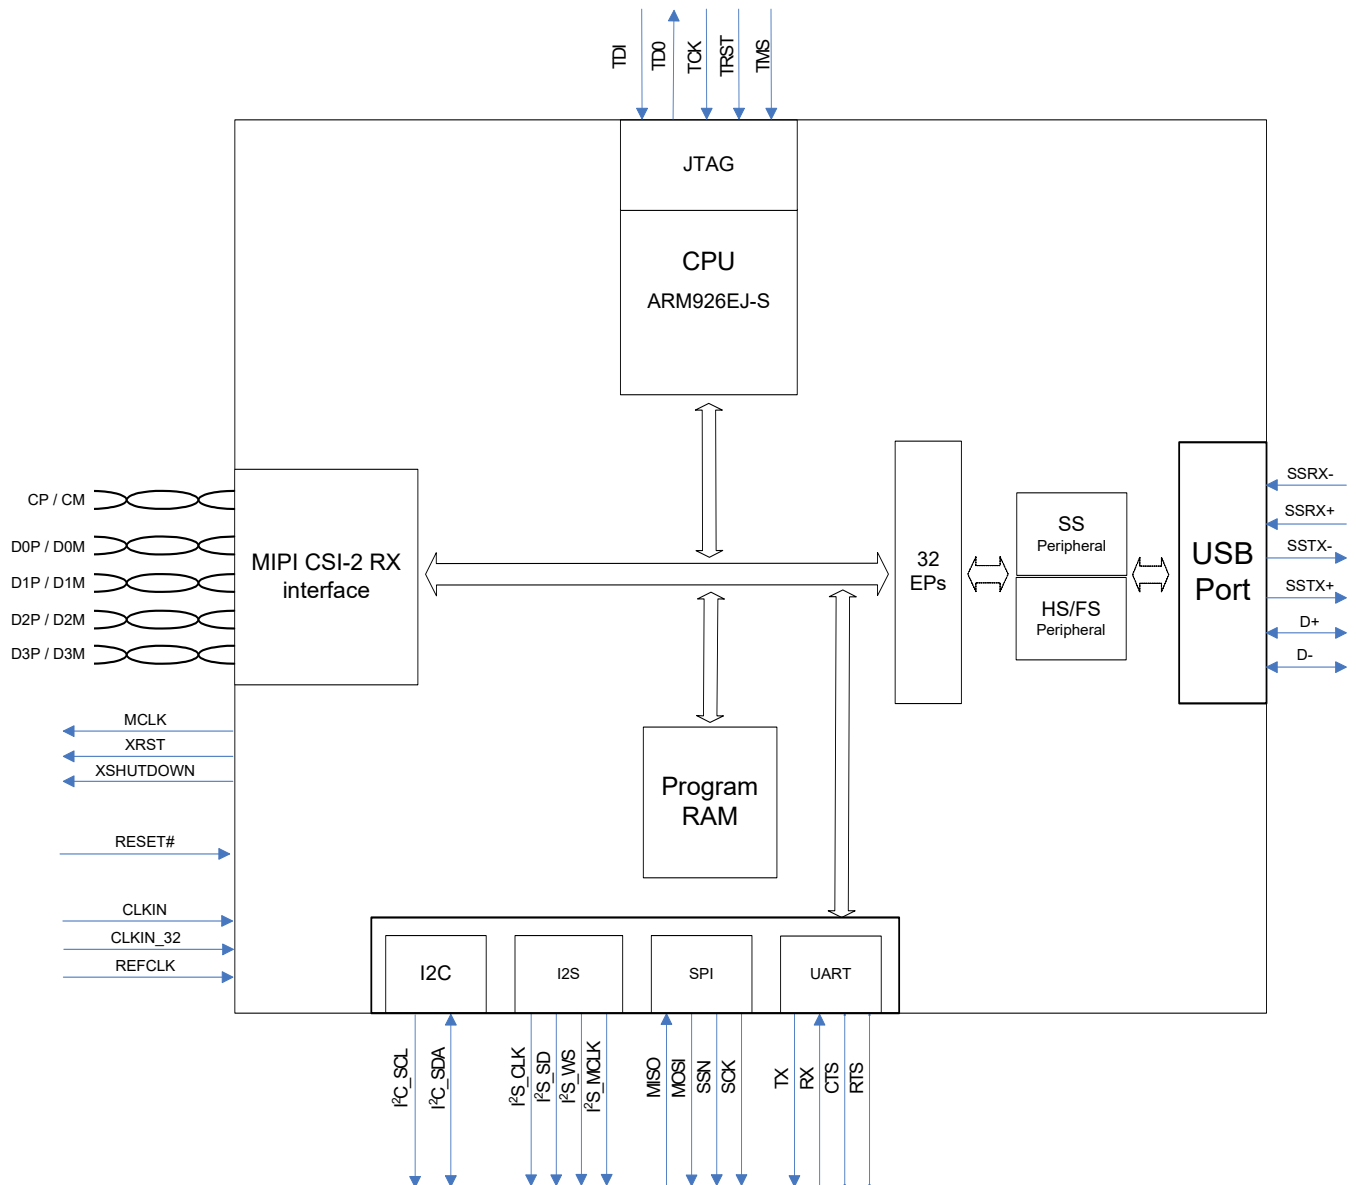 TDI
TD0
TCK
TRST
TMS
JTAG
CPU
ARM926EJ-S
CP / CM
D0P / D0M
D1P / D1M
D2P / D2M
D3P / D3M
MIPI CSI-2 RX
interface
32
EPs
SS
Peripheral
HS/FS
Peripheral
USB
Port
SSRX-
SSRX+
SSTX-
SSTX+
D+
D-
MCLK
XRST
XSHUTDOWN
RESET#
CLKIN
CLKIN_32
REFCLK
Program
RAM
I2C
I2S
SPI
UART
I²C_SCL
I²C_SDA
I²S_CLK
I²S_SD
I²S_WS
I²S_MCLK
MISO
MOSI
SSN
SCK
TX
RX
CTS
RTS